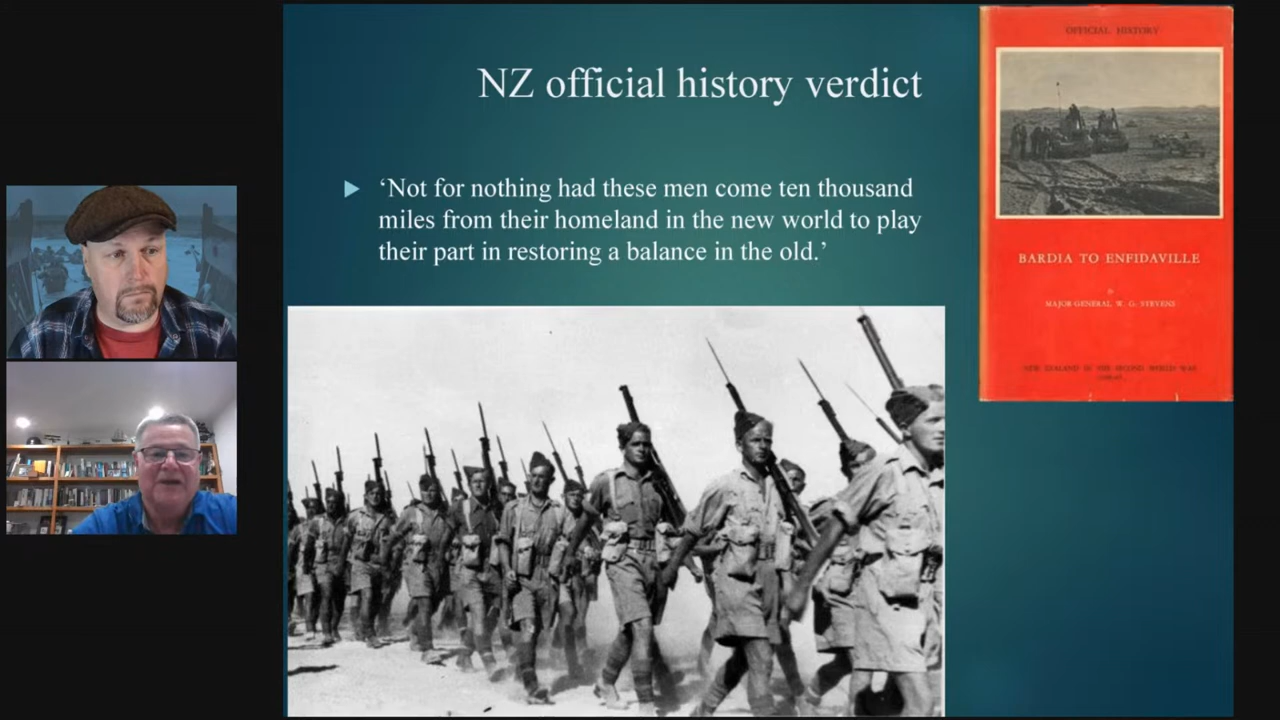 NZ official history verdict
‘Not for nothing had these men come ten thousand
miles from their homeland in the new world to play
their part in restoring a balance in the old.’
OFFICIAL HISTORY
BARDIA TO ENFIDAVILLE
by
MAJOR-GENERAL W. G. STEVENS
NEW ZEALAND IN THE SECOND WORLD WAR